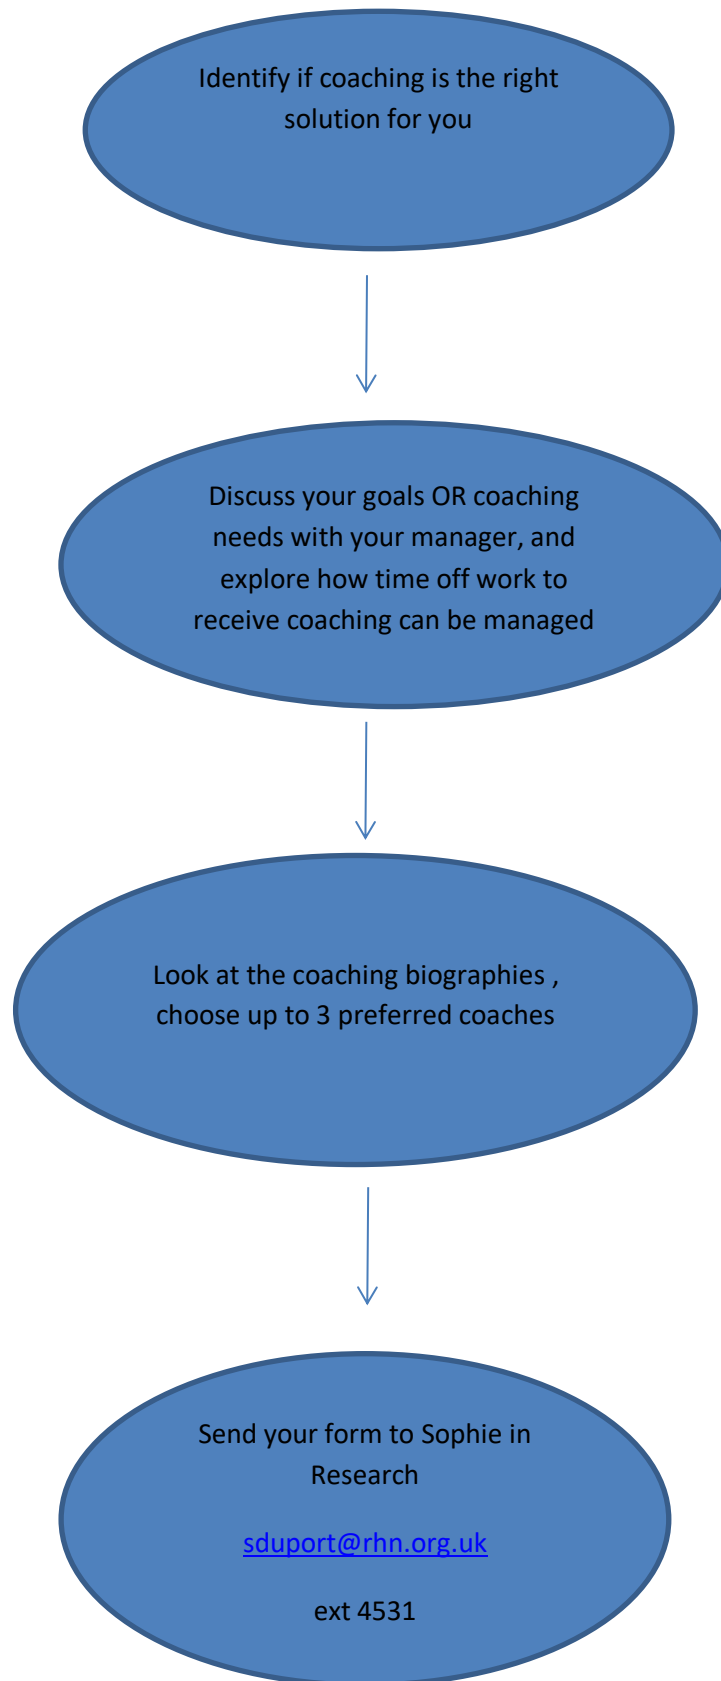 Identify if coaching is the right
solution for you
Discuss your goals OR coaching
needs with your manager, and
explore how time off work to
receive coaching can be managed
Look at the coaching biographies ,
choose up to 3 preferred coaches
Send your form to Sophie in
Research
sduport@rhn.org.uk
ext 4531